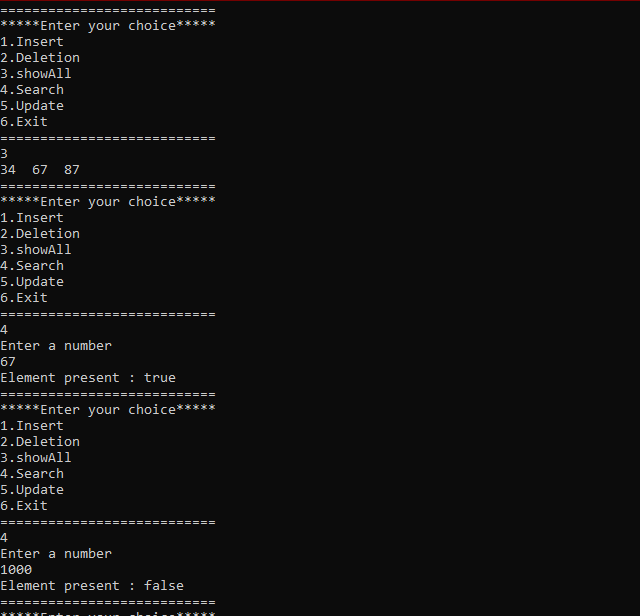 ===========================
*****Enter your choice*****
1.Insert
2.Deletion
3.showAll
4.Search
5.Update
6.Exit
===========================
3
34  67  87
===========================
*****Enter your choice*****
1.Insert
2.Deletion
3.showAll
4.Search
5.Update
6.Exit
===========================
4
Enter a number
67
Element present : true
===========================
*****Enter your choice*****
1.Insert
2.Deletion
3.showAll
4.Search
5.Update
6.Exit
===========================
4
Enter a number
1000
Element present : false
===========================
*****Enter your choice*****